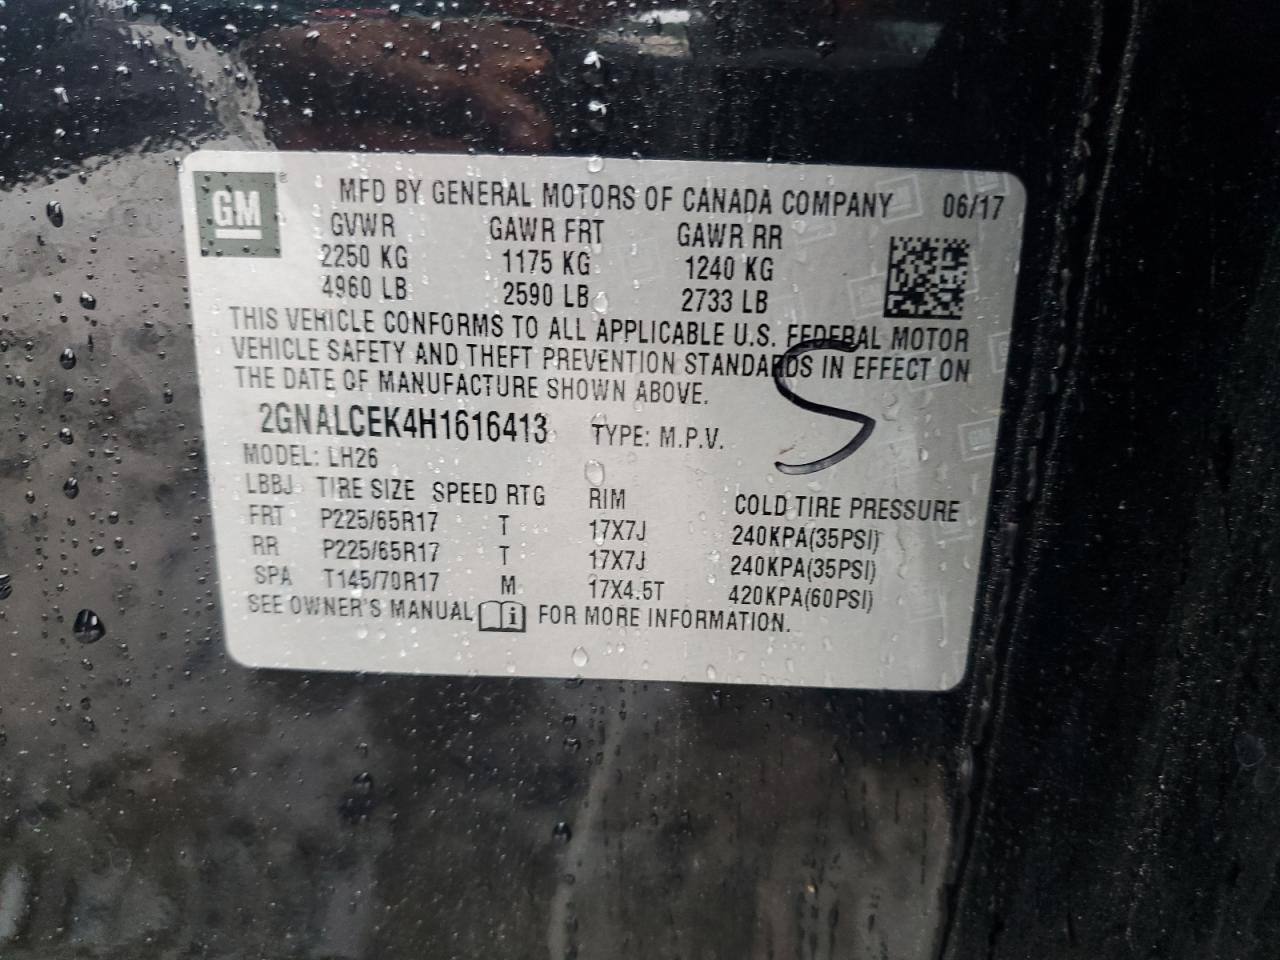 GM ® MFD BY GENERAL MOTORS OF CANADA COMPANY 06/17
GVWR GAWR FRT GAWR RR
2250 KG 1175 KG 1240 KG
4960 LB 2590 LB 2733 LB
THIS VEHICLE CONFORMS TO ALL APPLICABLE U.S. FEDERAL MOTOR
VEHICLE SAFETY AND THEFT PREVENTION STANDARDS IN EFFECT ON
THE DATE OF MANUFACTURE SHOWN ABOVE.
2GNALCEK4H1616413 TYPE: M.P.V.
S
MODEL: LH26
LBBJ TIRE SIZE SPEED RTG RIM COLD TIRE PRESSURE
FRT P225/65R17 T 17X7J 240KPA(35PSI)
RR P225/65R17 T 17X7J 240KPA(35PSI)
SPA T145/70R17 M 17X4.5T 420KPA(60PSI)
SEE OWNER'S MANUAL i FOR MORE INFORMATION.